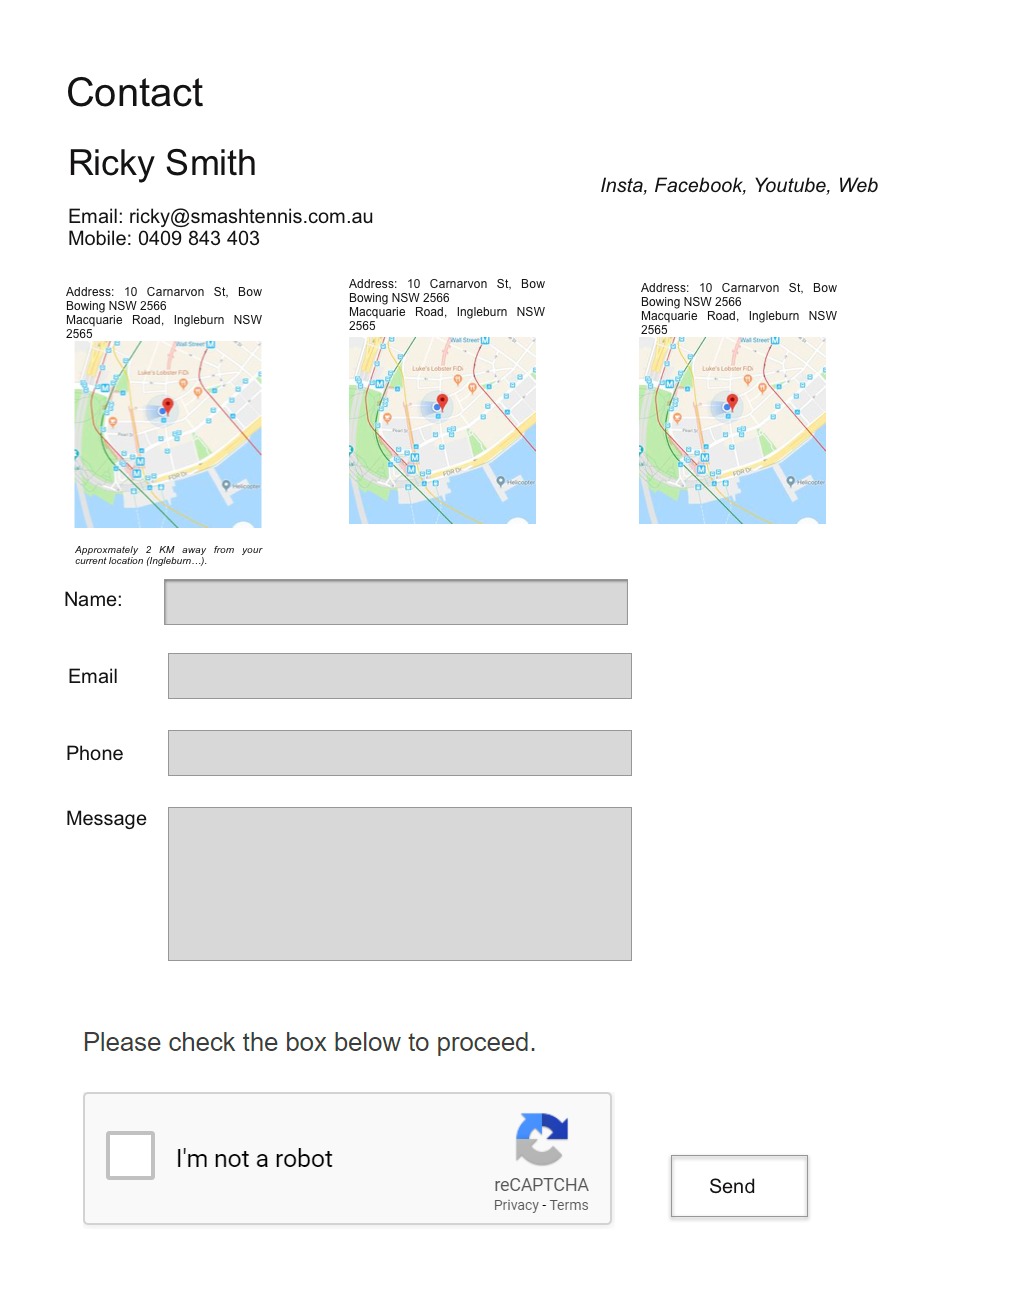 Contact
Ricky Smith
Insta, Facebook, Youtube, Web
Email: ricky@smashtennis.com.au
Mobile: 0409 843 403
Address: 10 Carnarvon St, Bow
Bowing NSW 2566
Macquarie Road, Ingleburn NSW
2565
Wall Street
Luke's Lobster FiDi
Pearl St
FDR Dr
Helicopter
Approxmately 2 KM away from your
current location (Ingleburn...).
Address: 10 Carnarvon St, Bow
Bowing NSW 2566
Macquarie Road, Ingleburn NSW
2565
Wall Street
Luke's Lobster FiDi
Pearl St
FDR Dr
Helicopter
Address: 10 Carnarvon St, Bow
Bowing NSW 2566
Macquarie Road, Ingleburn NSW
2565
Wall Street
Luke's Lobster FiDi
Pearl St
FDR Dr
Helicopter
Name:
Email
Phone
Message
Please check the box below to proceed.
I'm not a robot
reCAPTCHA
Privacy - Terms
Send